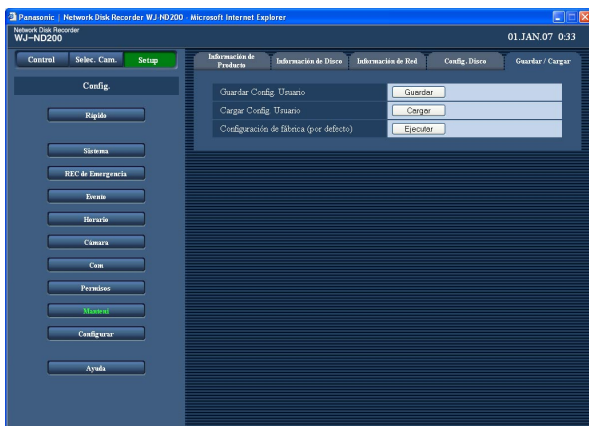 Panasonic | Network Disk Recorder WJ-ND200 - Microsoft Internet Explorer
Network Disk Recorder
WJ-ND200
01.JAN.07 0:33
Control Selec. Cam. Setup
Información de Producto
Información de Disco
Información de Red
Config. Disco
Guardar / Cargar
Config.
Rápido
Sistema
REC de Emergencia
Evento
Horario
Cámara
Com
Permisos
Manteni
Configurar
Ayuda
Guardar Config. Usuario Guardar
Cargar Config. Usuario Cargar
Configuración de fábrica (por defecto) Ejecutar